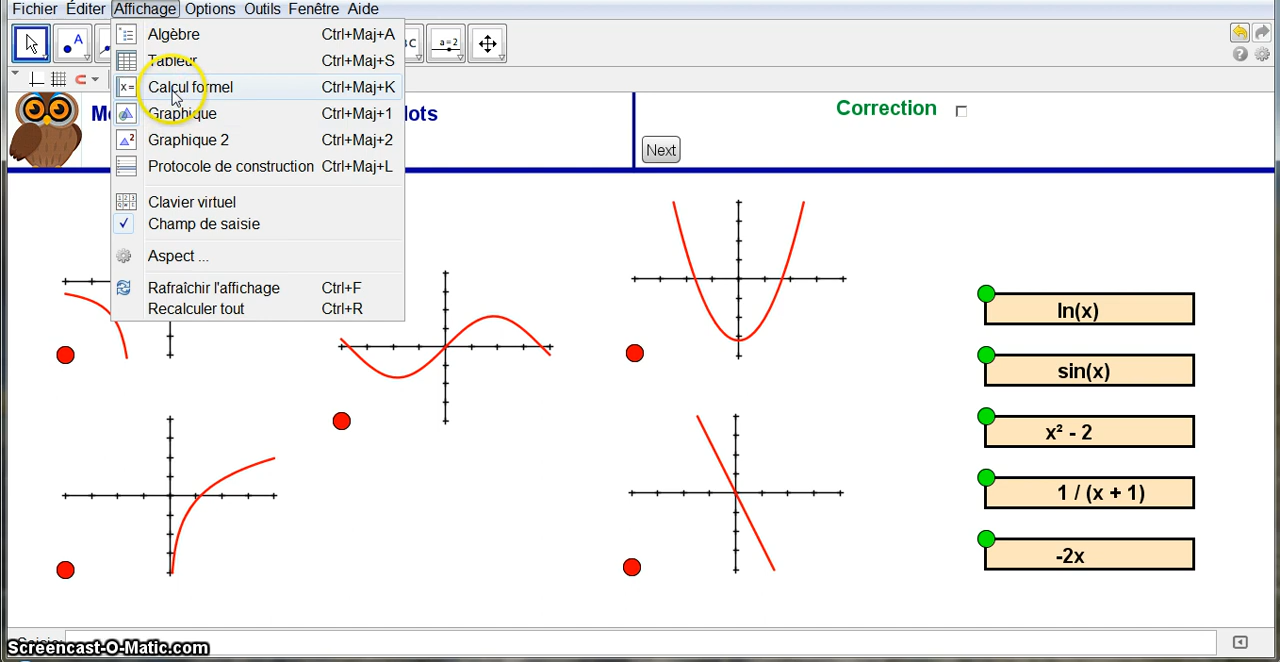 Fichier Éditer Affichage Options Outils Fenêtre Aide
Algèbre Ctrl+Maj+A
Tableur Ctrl+Maj+S
Calcul formel Ctrl+Maj+K
Graphique Ctrl+Maj+1
Graphique 2 Ctrl+Maj+2
Protocole de construction Ctrl+Maj+L
Clavier virtuel
Champ de saisie
Aspect ...
Rafraîchir l'affichage Ctrl+F
Recalculer tout Ctrl+R
a=2
Correction
Next
ln(x)
sin(x)
x² - 2
1 / (x + 1)
-2x
Saisie:
Screencast-O-Matic.com